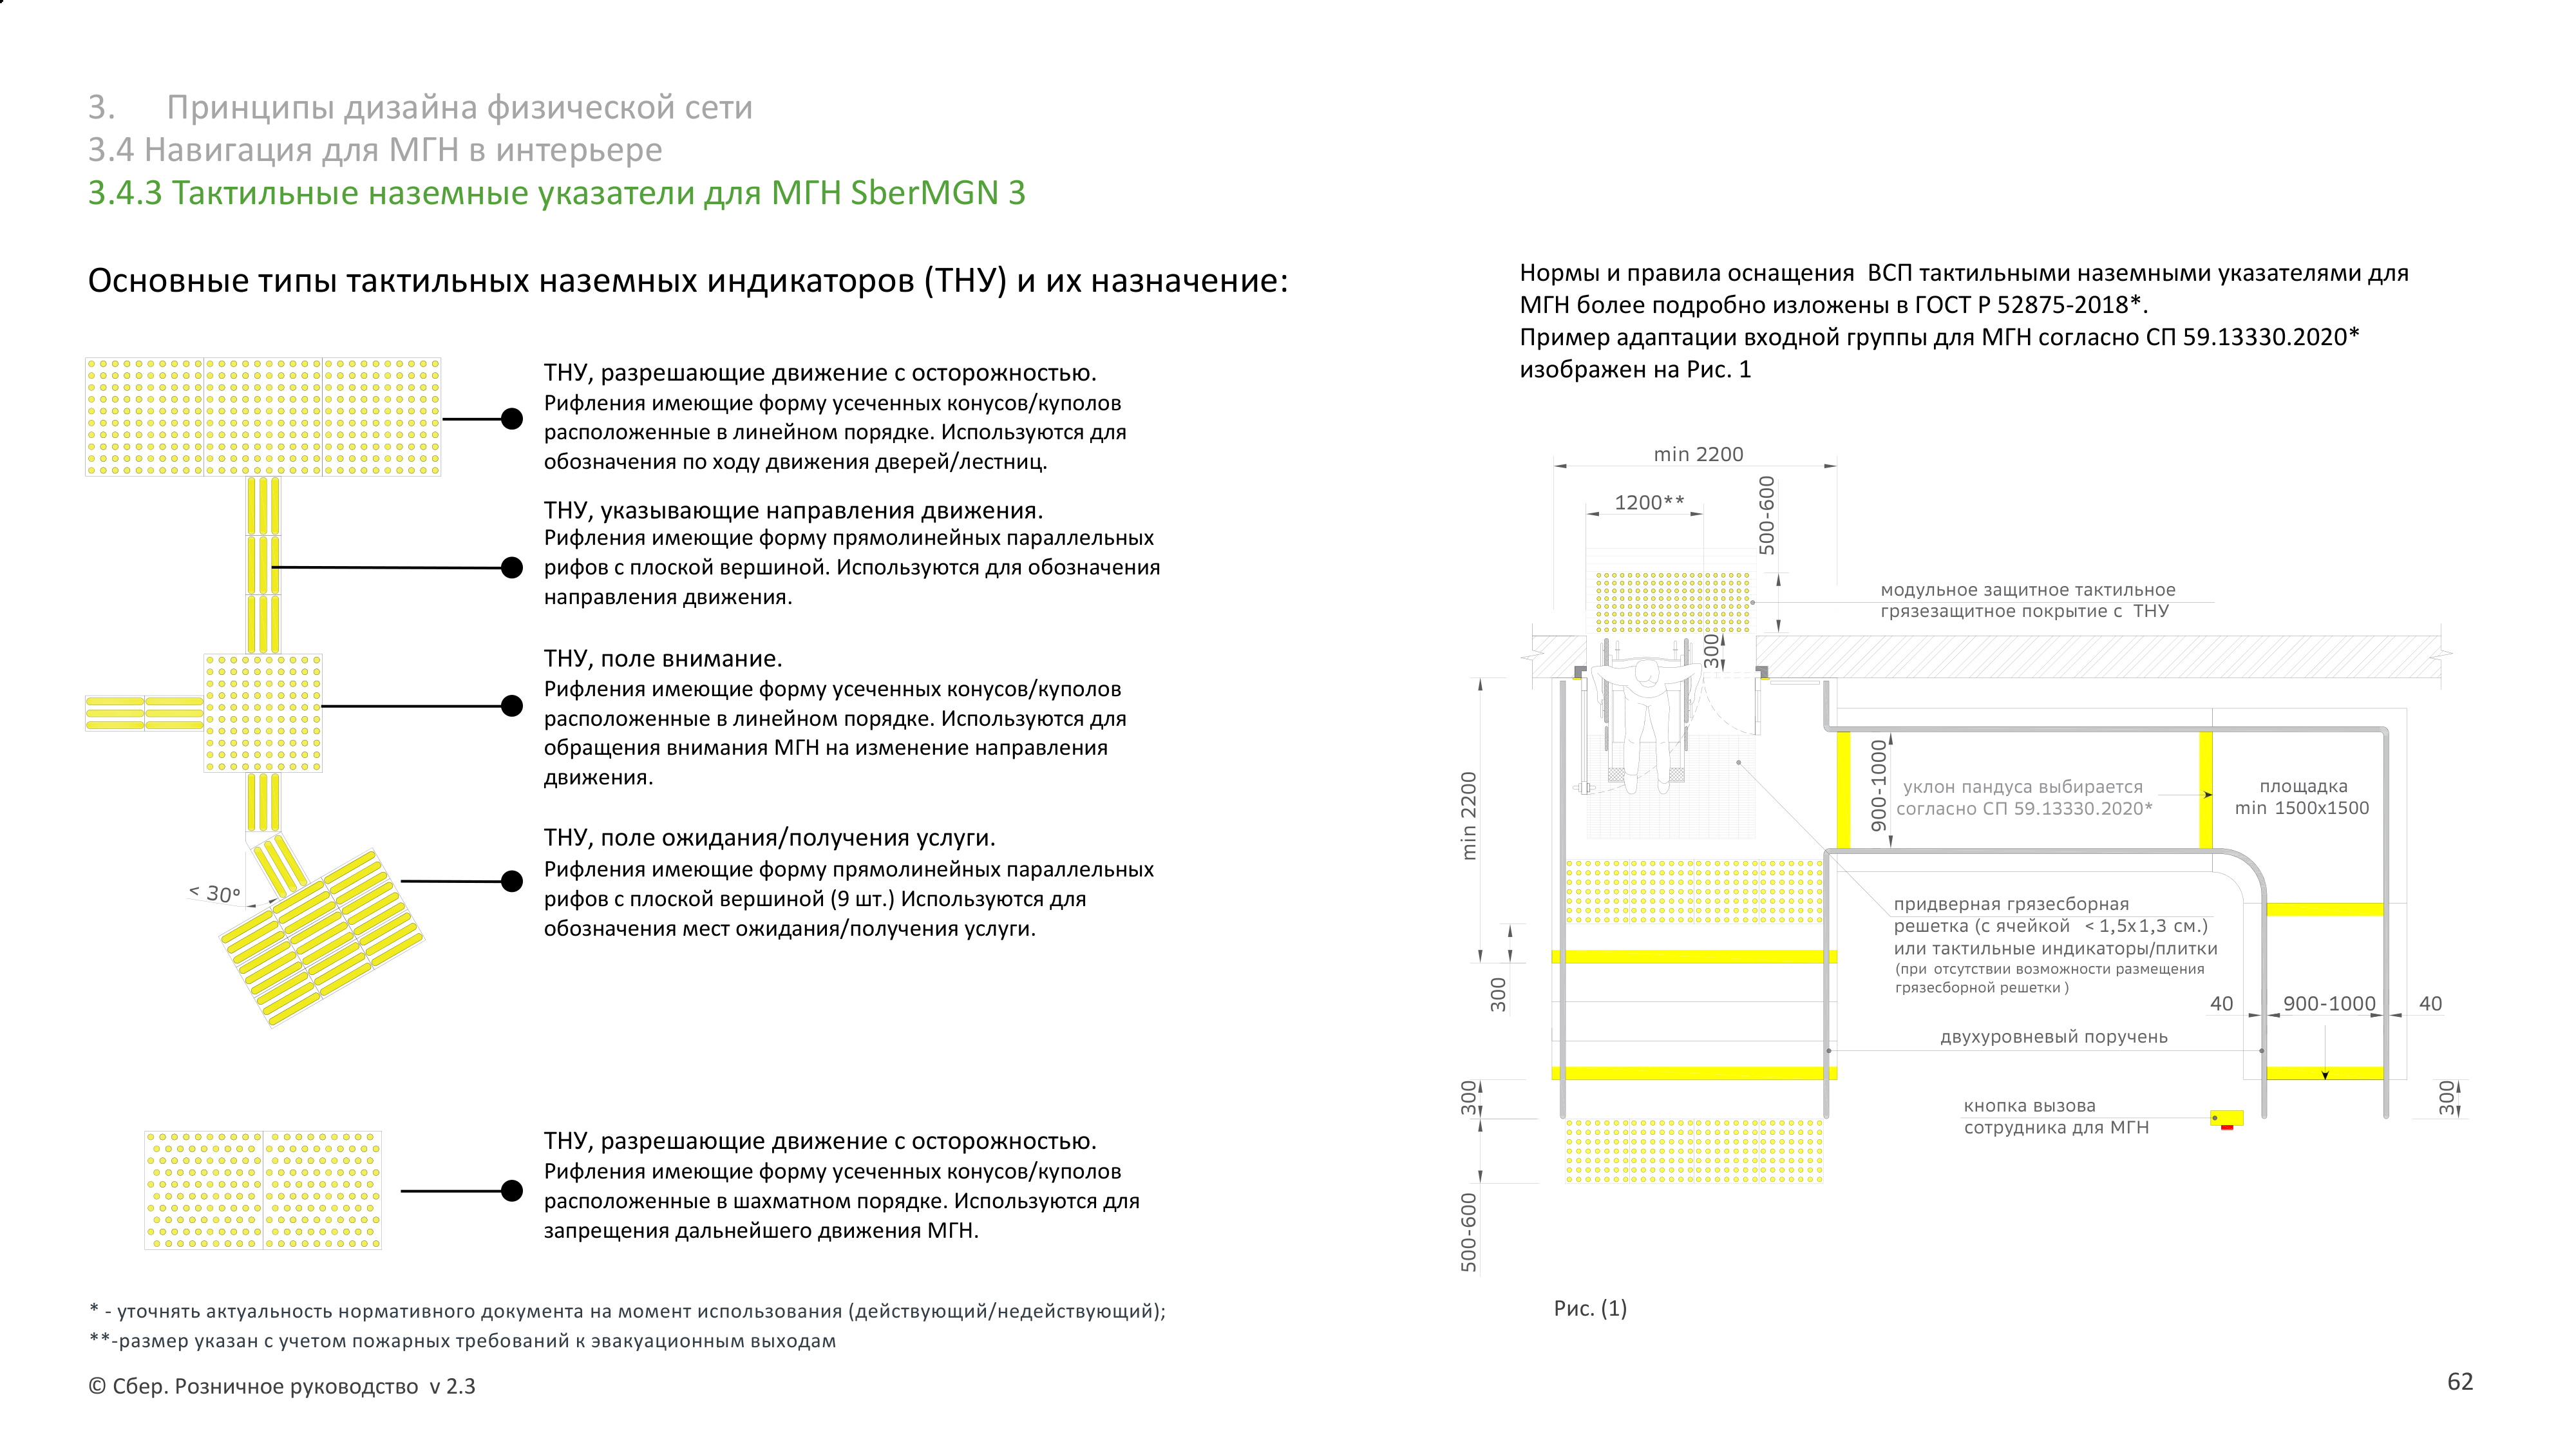 3. Принципы дизайна физической сети
3.4 Навигация для МГН в интерьере
3.4.3 Тактильные наземные указатели для МГН SberMGN 3
Основные типы тактильных наземных индикаторов (ТНУ) и их назначение:
ТНУ, разрешающие движение с осторожностью.
Рифления имеющие форму усеченных конусов/куполов
расположенные в линейном порядке. Используются для
обозначения по ходу движения дверей/лестниц.
ТНУ, указывающие направления движения.
Рифления имеющие форму прямолинейных параллельных
рифов с плоской вершиной. Используются для обозначения
направления движения.
ТНУ, поле внимание.
Рифления имеющие форму усеченных конусов/куполов
расположенные в линейном порядке. Используются для
обращения внимания МГН на изменение направления
движения.
ТНУ, поле ожидания/получения услуги.
Рифления имеющие форму прямолинейных параллельных
рифов с плоской вершиной (9 шт.) Используются для
обозначения мест ожидания/получения услуги.
< 30°
ТНУ, разрешающие движение с осторожностью.
Рифления имеющие форму усеченных конусов/куполов
расположенные в шахматном порядке. Используются для
запрещения дальнейшего движения МГН.
Нормы и правила оснащения ВСП тактильными наземными указателями для
МГН более подробно изложены в ГОСТ Р 52875-2018*.
Пример адаптации входной группы для МГН согласно СП 59.13330.2020*
изображен на Рис. 1
min 2200
1200**
500-600
модульное защитное тактильное
грязезащитное покрытие с ТНУ
300
min 2200
900-1000
уклон пандуса выбирается
согласно СП 59.13330.2020*
площадка
min 1500x1500
придверная грязесборная
решетка (с ячейкой < 1,5x1,3 см.)
или тактильные индикаторы/плитки
(при отсутствии возможности размещения
грязесборной решетки)
300
40
900-1000
40
двухуровневый поручень
300
кнопка вызова
сотрудника для МГН
300
500-600
Рис. (1)
* - уточнять актуальность нормативного документа на момент использования (действующий/недействующий);
**-размер указан с учетом пожарных требований к эвакуационным выходам
© Сбер. Розничное руководство v 2.3
62